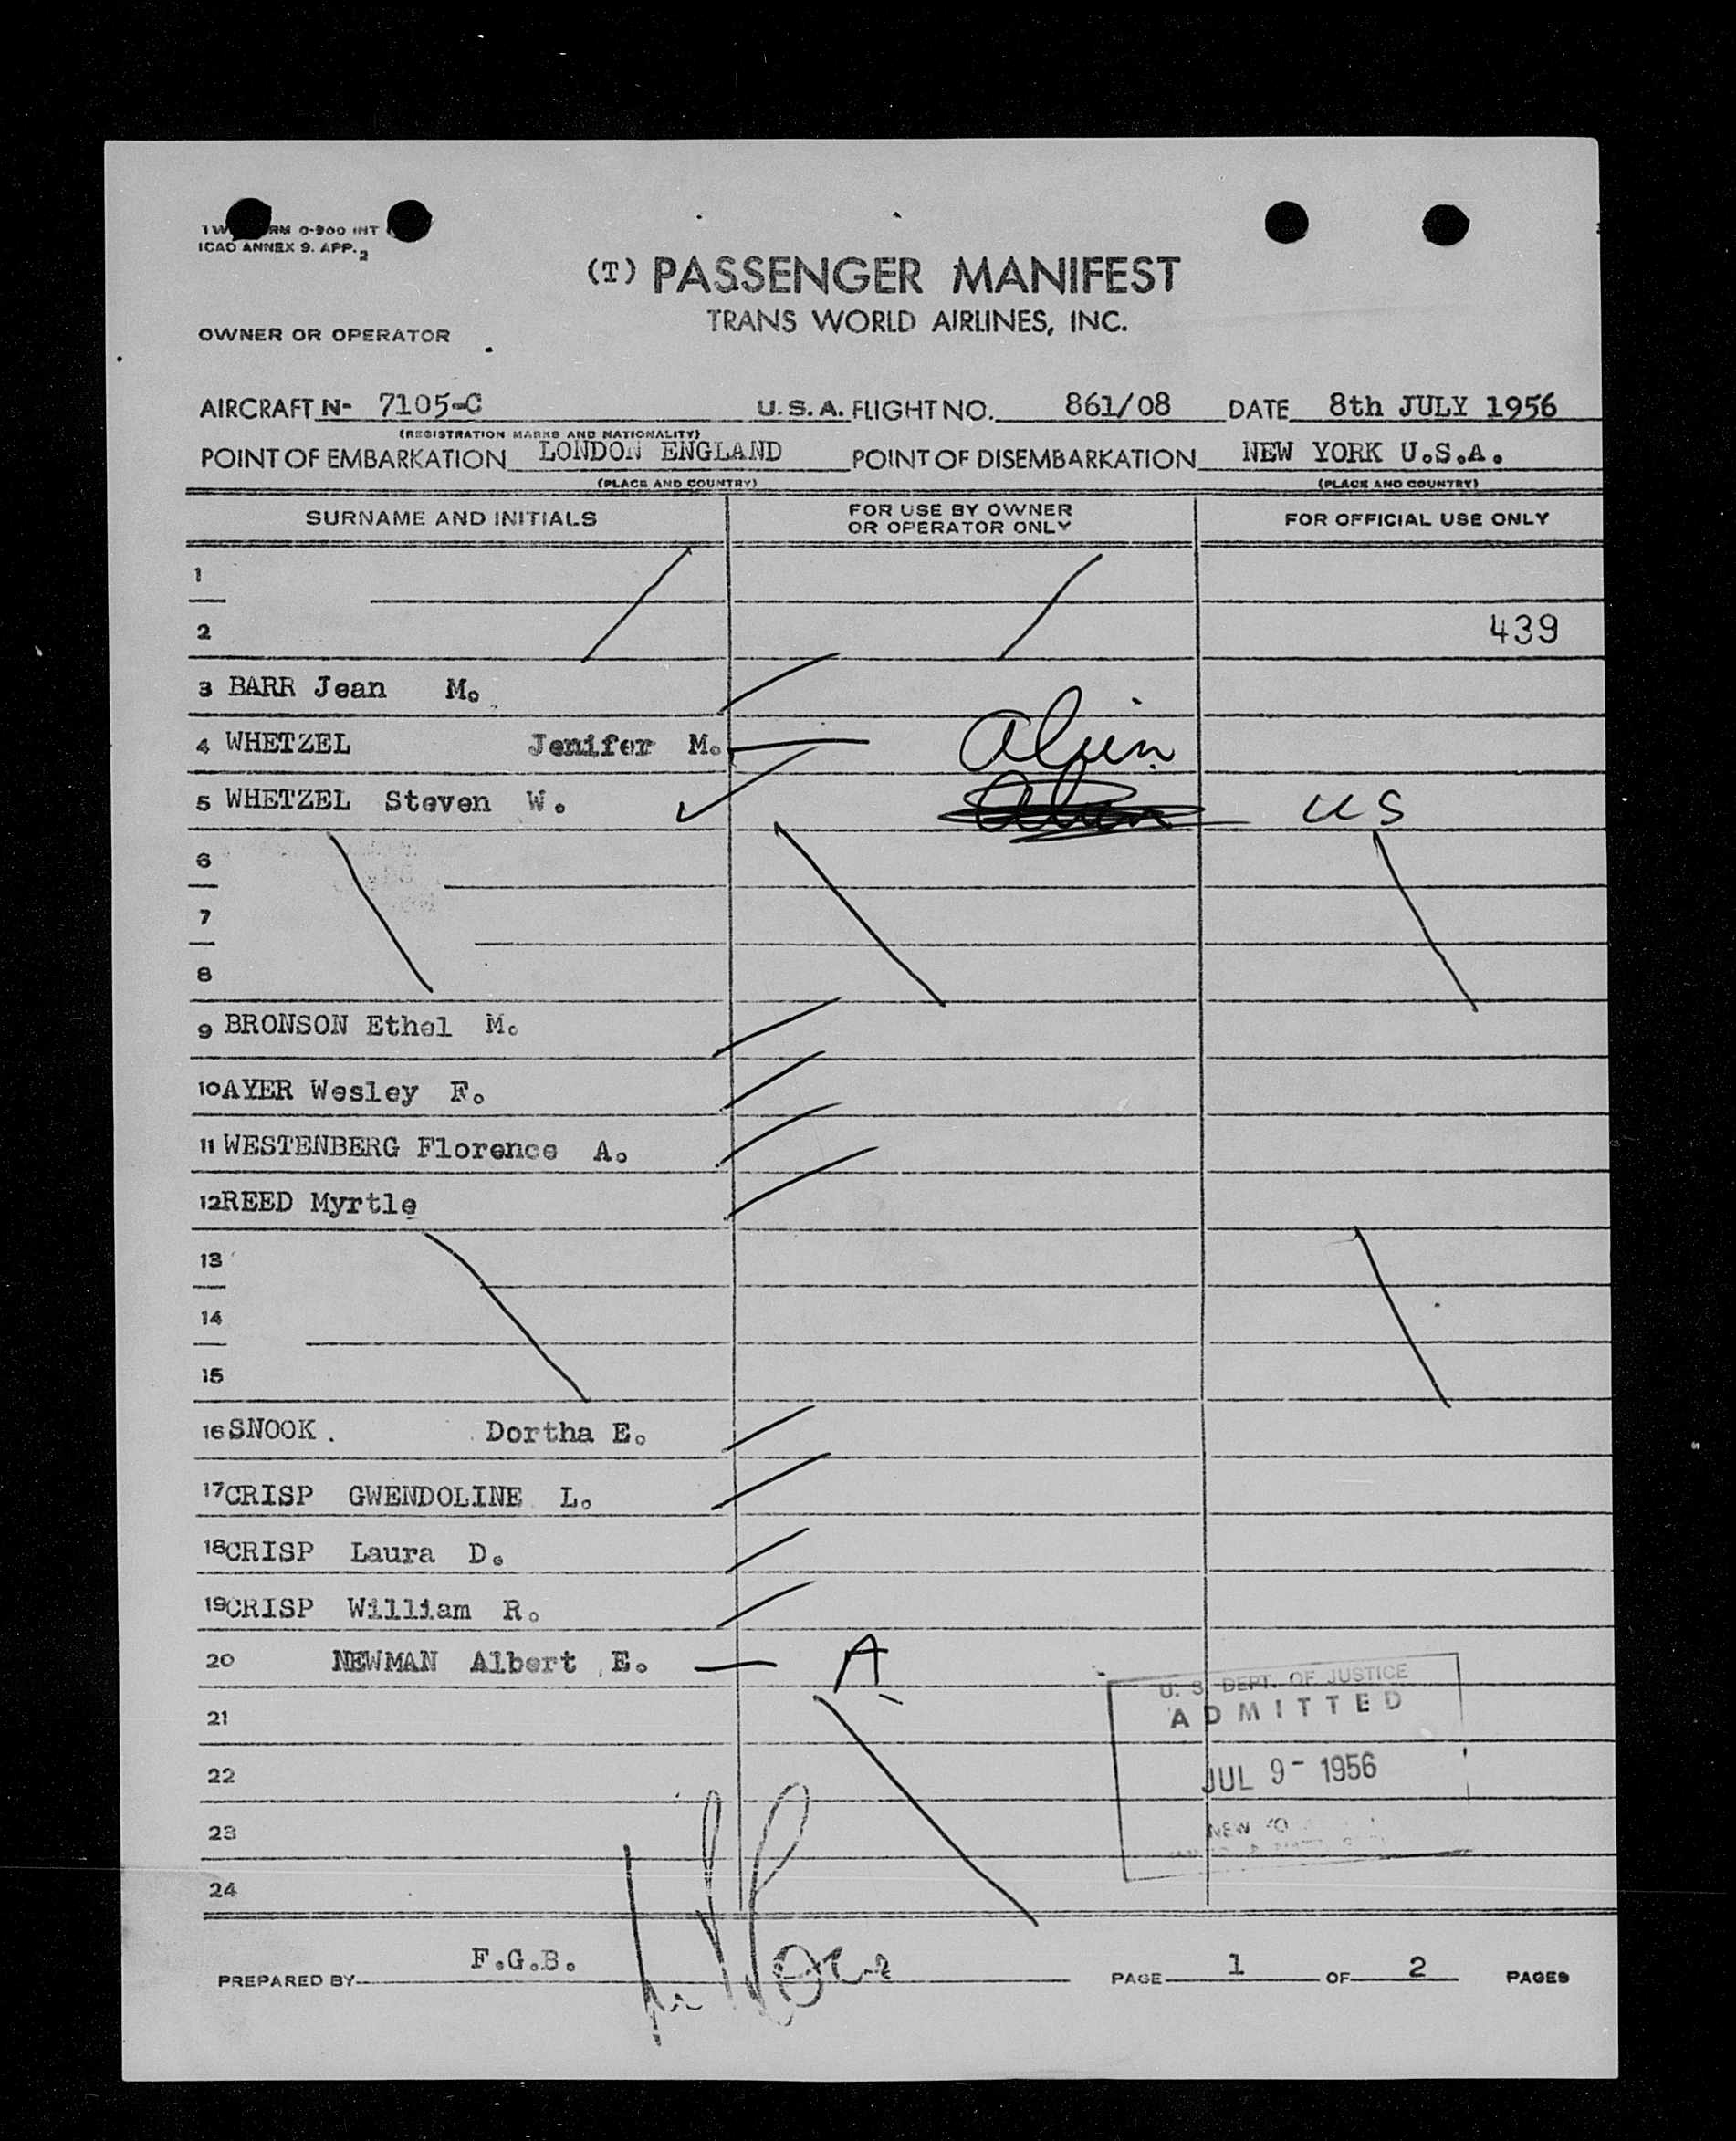 ICAO ANNEX 9. APP. 2
(T) PASSENGER MANIFEST
TRANS WORLD AIRLINES, INC.
OWNER OR OPERATOR
AIRCRAFT N- 7105-C U.S.A. FLIGHT NO. 861/08 DATE 8th JULY 1956
(REGISTRATION MARKS AND NATIONALITY)
POINT OF EMBARKATION LONDON ENGLAND POINT OF DISEMBARKATION NEW YORK U.S.A.
(PLACE AND COUNTRY) (PLACE AND COUNTRY)
SURNAME AND INITIALS FOR USE BY OWNER OR OPERATOR ONLY FOR OFFICIAL USE ONLY
1
2 439
3 BARR Jean M.
4 WHETZEL Jenifer M. Alien
5 WHETZEL Steven W. US
6
7
8
9 BRONSON Ethel M.
10 AYER Wesley F.
11 WESTENBERG Florence A.
12 REED Myrtle
13
14
15
16 SNOOK. Dortha E.
17 CRISP GWENDOLINE L.
18 CRISP Laura D.
19 CRISP William R.
20 NEWMAN Albert E. A
U. S. DEPT. OF JUSTICE
ADMITTED
21
JUL 9- 1956
22
23
24
PREPARED BY F.G.B. PAGE 1 OF 2 PAGES